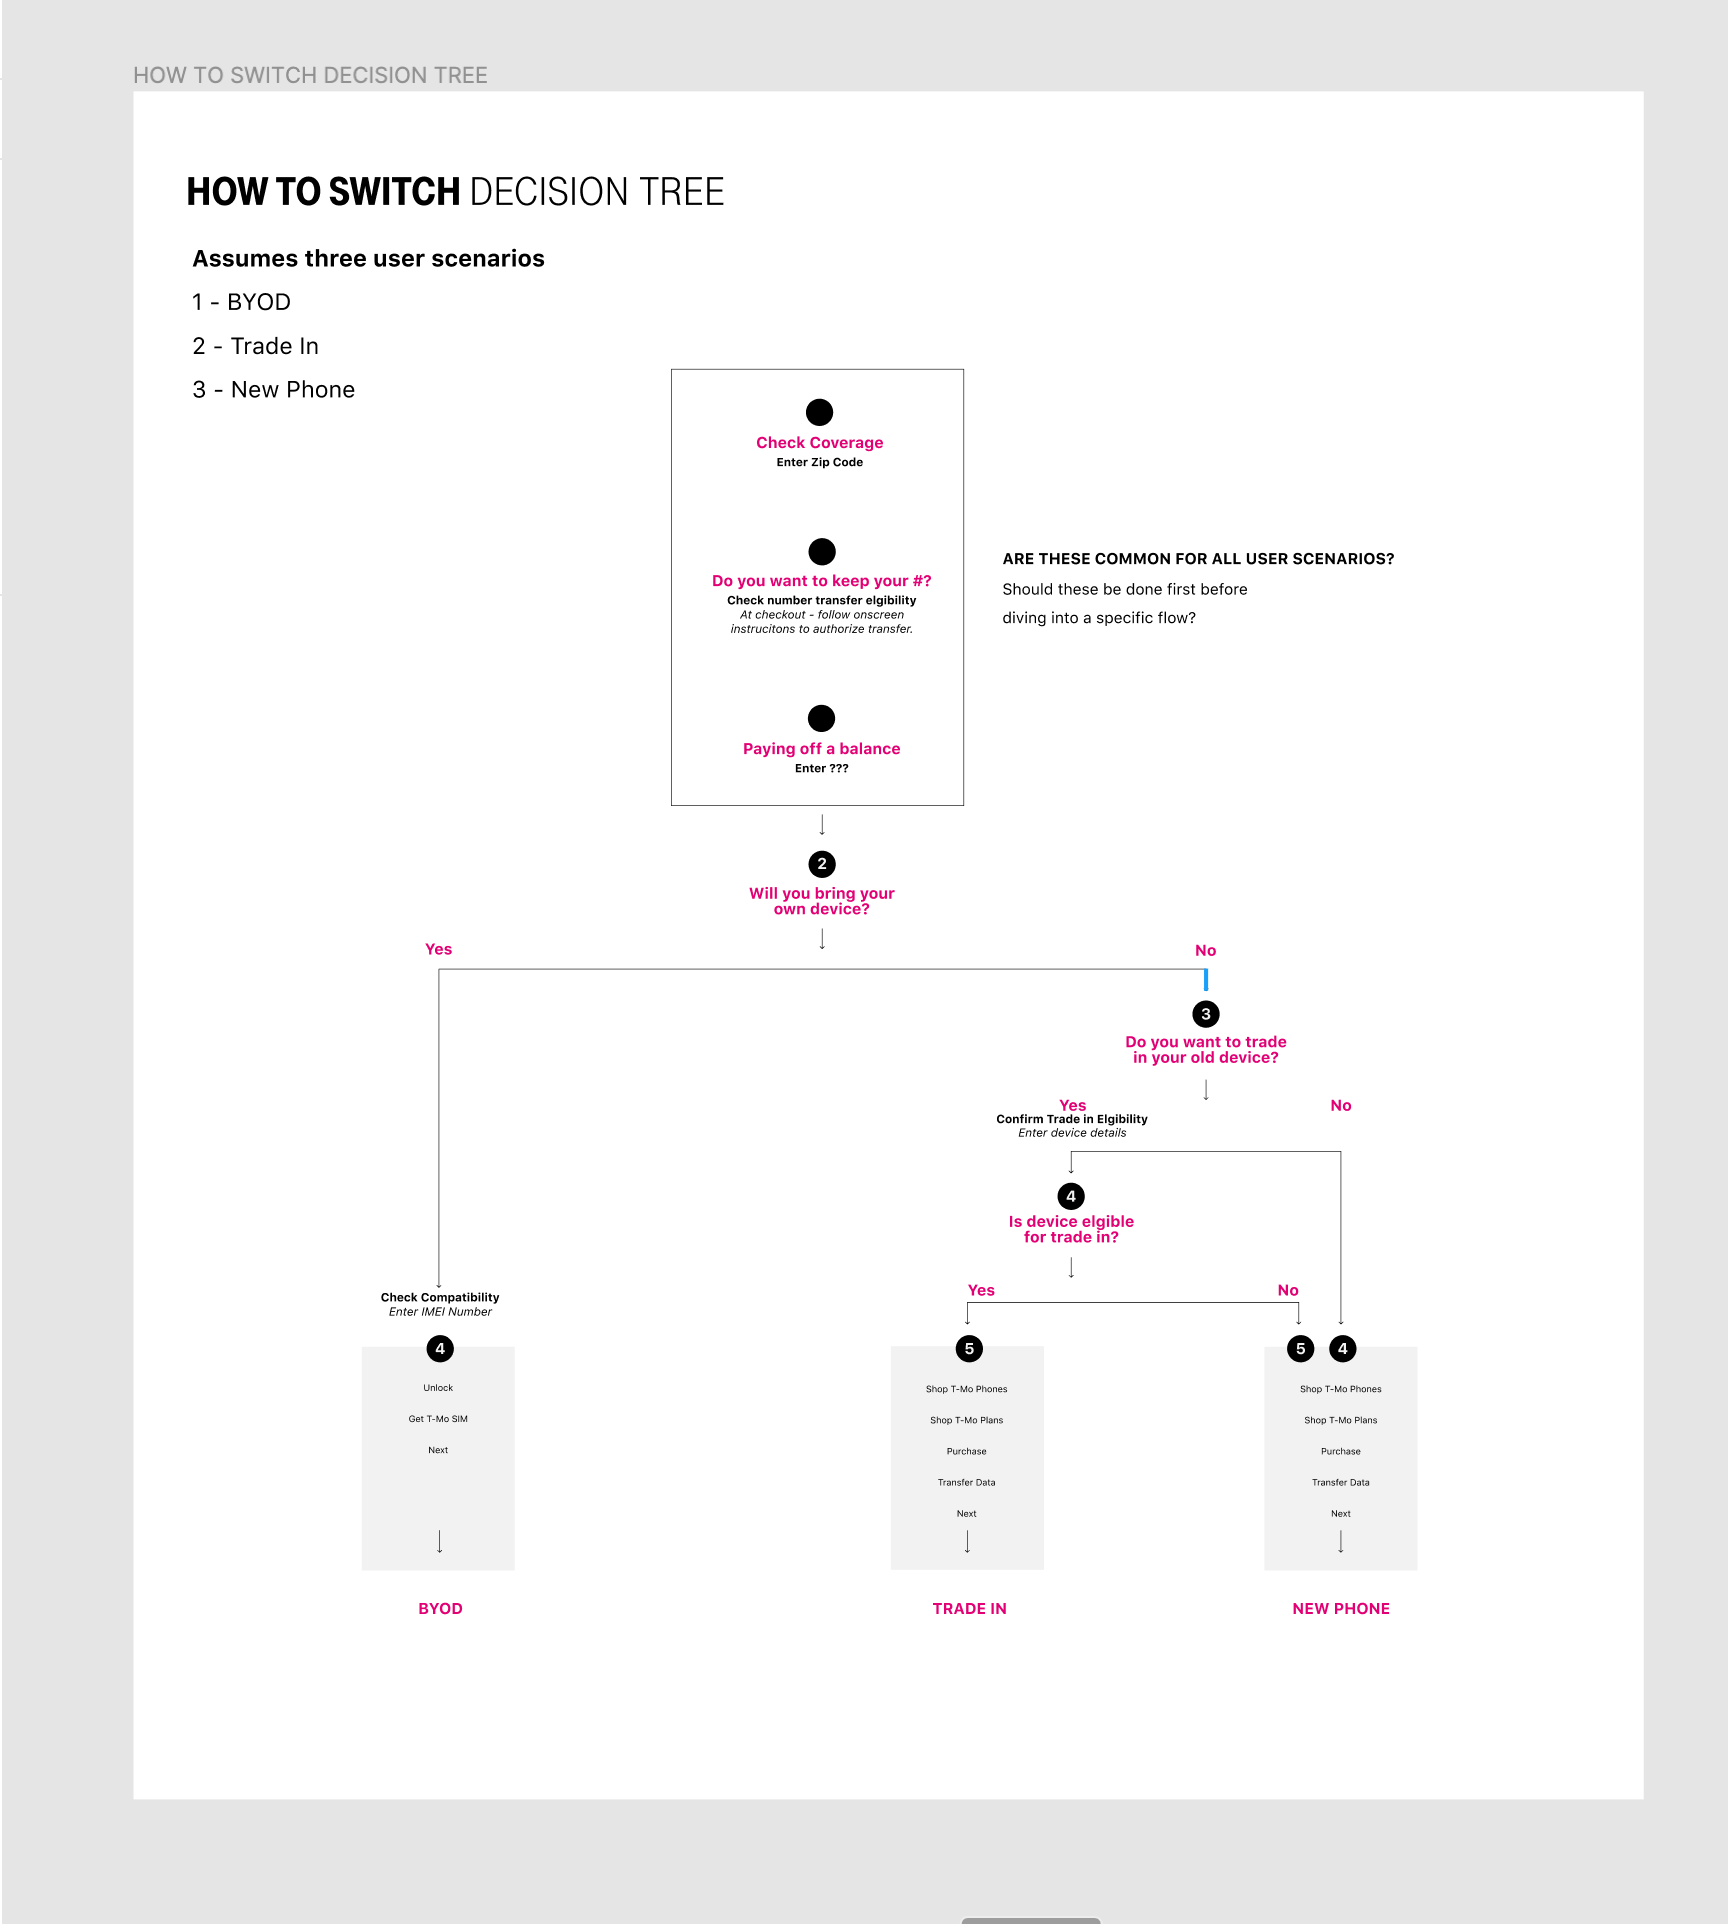 HOW TO SWITCH DECISION TREE
HOW TO SWITCH DECISION TREE
Assumes three user scenarios
1 - BYOD
2 - Trade In
3 - New Phone
Check Coverage
Enter Zip Code
Do you want to keep your #?
Check number transfer elgibility
At checkout - follow onscreen
instrucitons to authorize transfer.
ARE THESE COMMON FOR ALL USER SCENARIOS?
Should these be done first before
diving into a specific flow?
Paying off a balance
Enter ???
2
Will you bring your
own device?
Yes
No
3
Do you want to trade
in your old device?
Yes
No
Confirm Trade in Elgibility
Enter device details
4
Is device elgible
for trade in?
Yes
No
Check Compatibility
Enter IMEI Number
4
Unlock
Get T-Mo SIM
Next
BYOD
5
Shop T-Mo Phones
Shop T-Mo Plans
Purchase
Transfer Data
Next
TRADE IN
5 4
Shop T-Mo Phones
Shop T-Mo Plans
Purchase
Transfer Data
Next
NEW PHONE